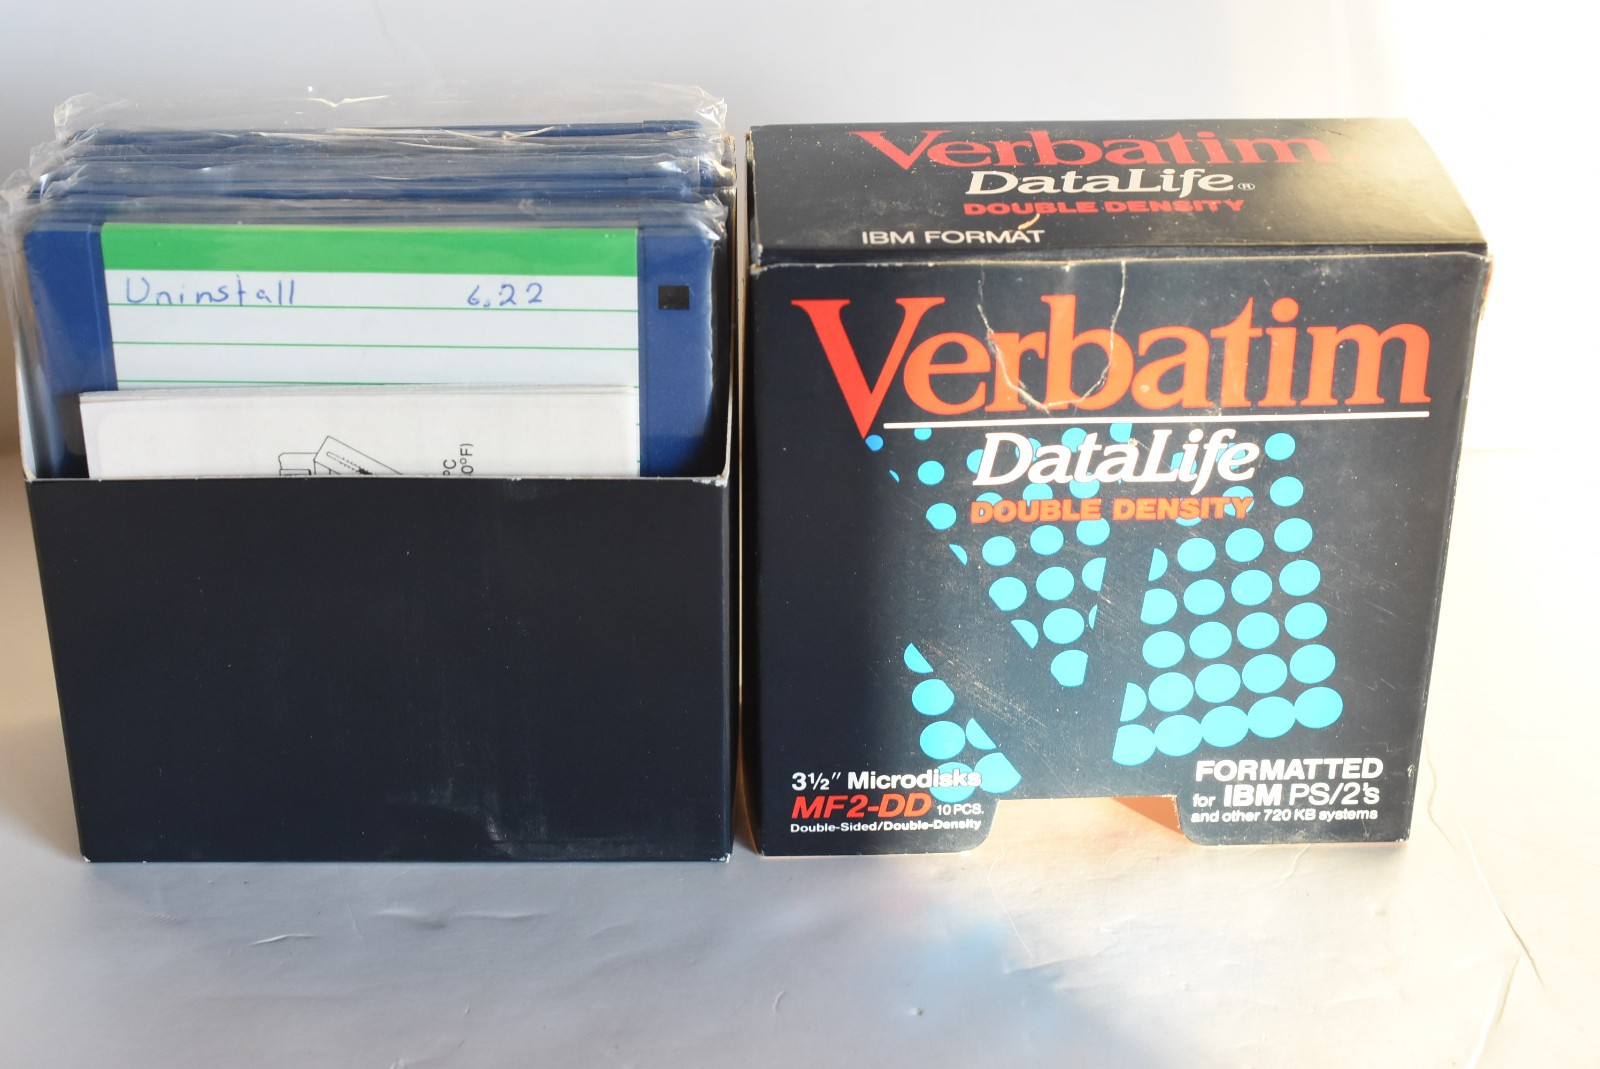 Uninstall 6.22
°C
0°F)
Verbatim
DataLife®
DOUBLE DENSITY
IBM FORMAT
Verbatim
DataLife
DOUBLE DENSITY
3½" Microdisks
MF2-DD 10 PCS.
Double-Sided/Double-Density
FORMATTED
for IBM PS/2's
and other 720 KB systems